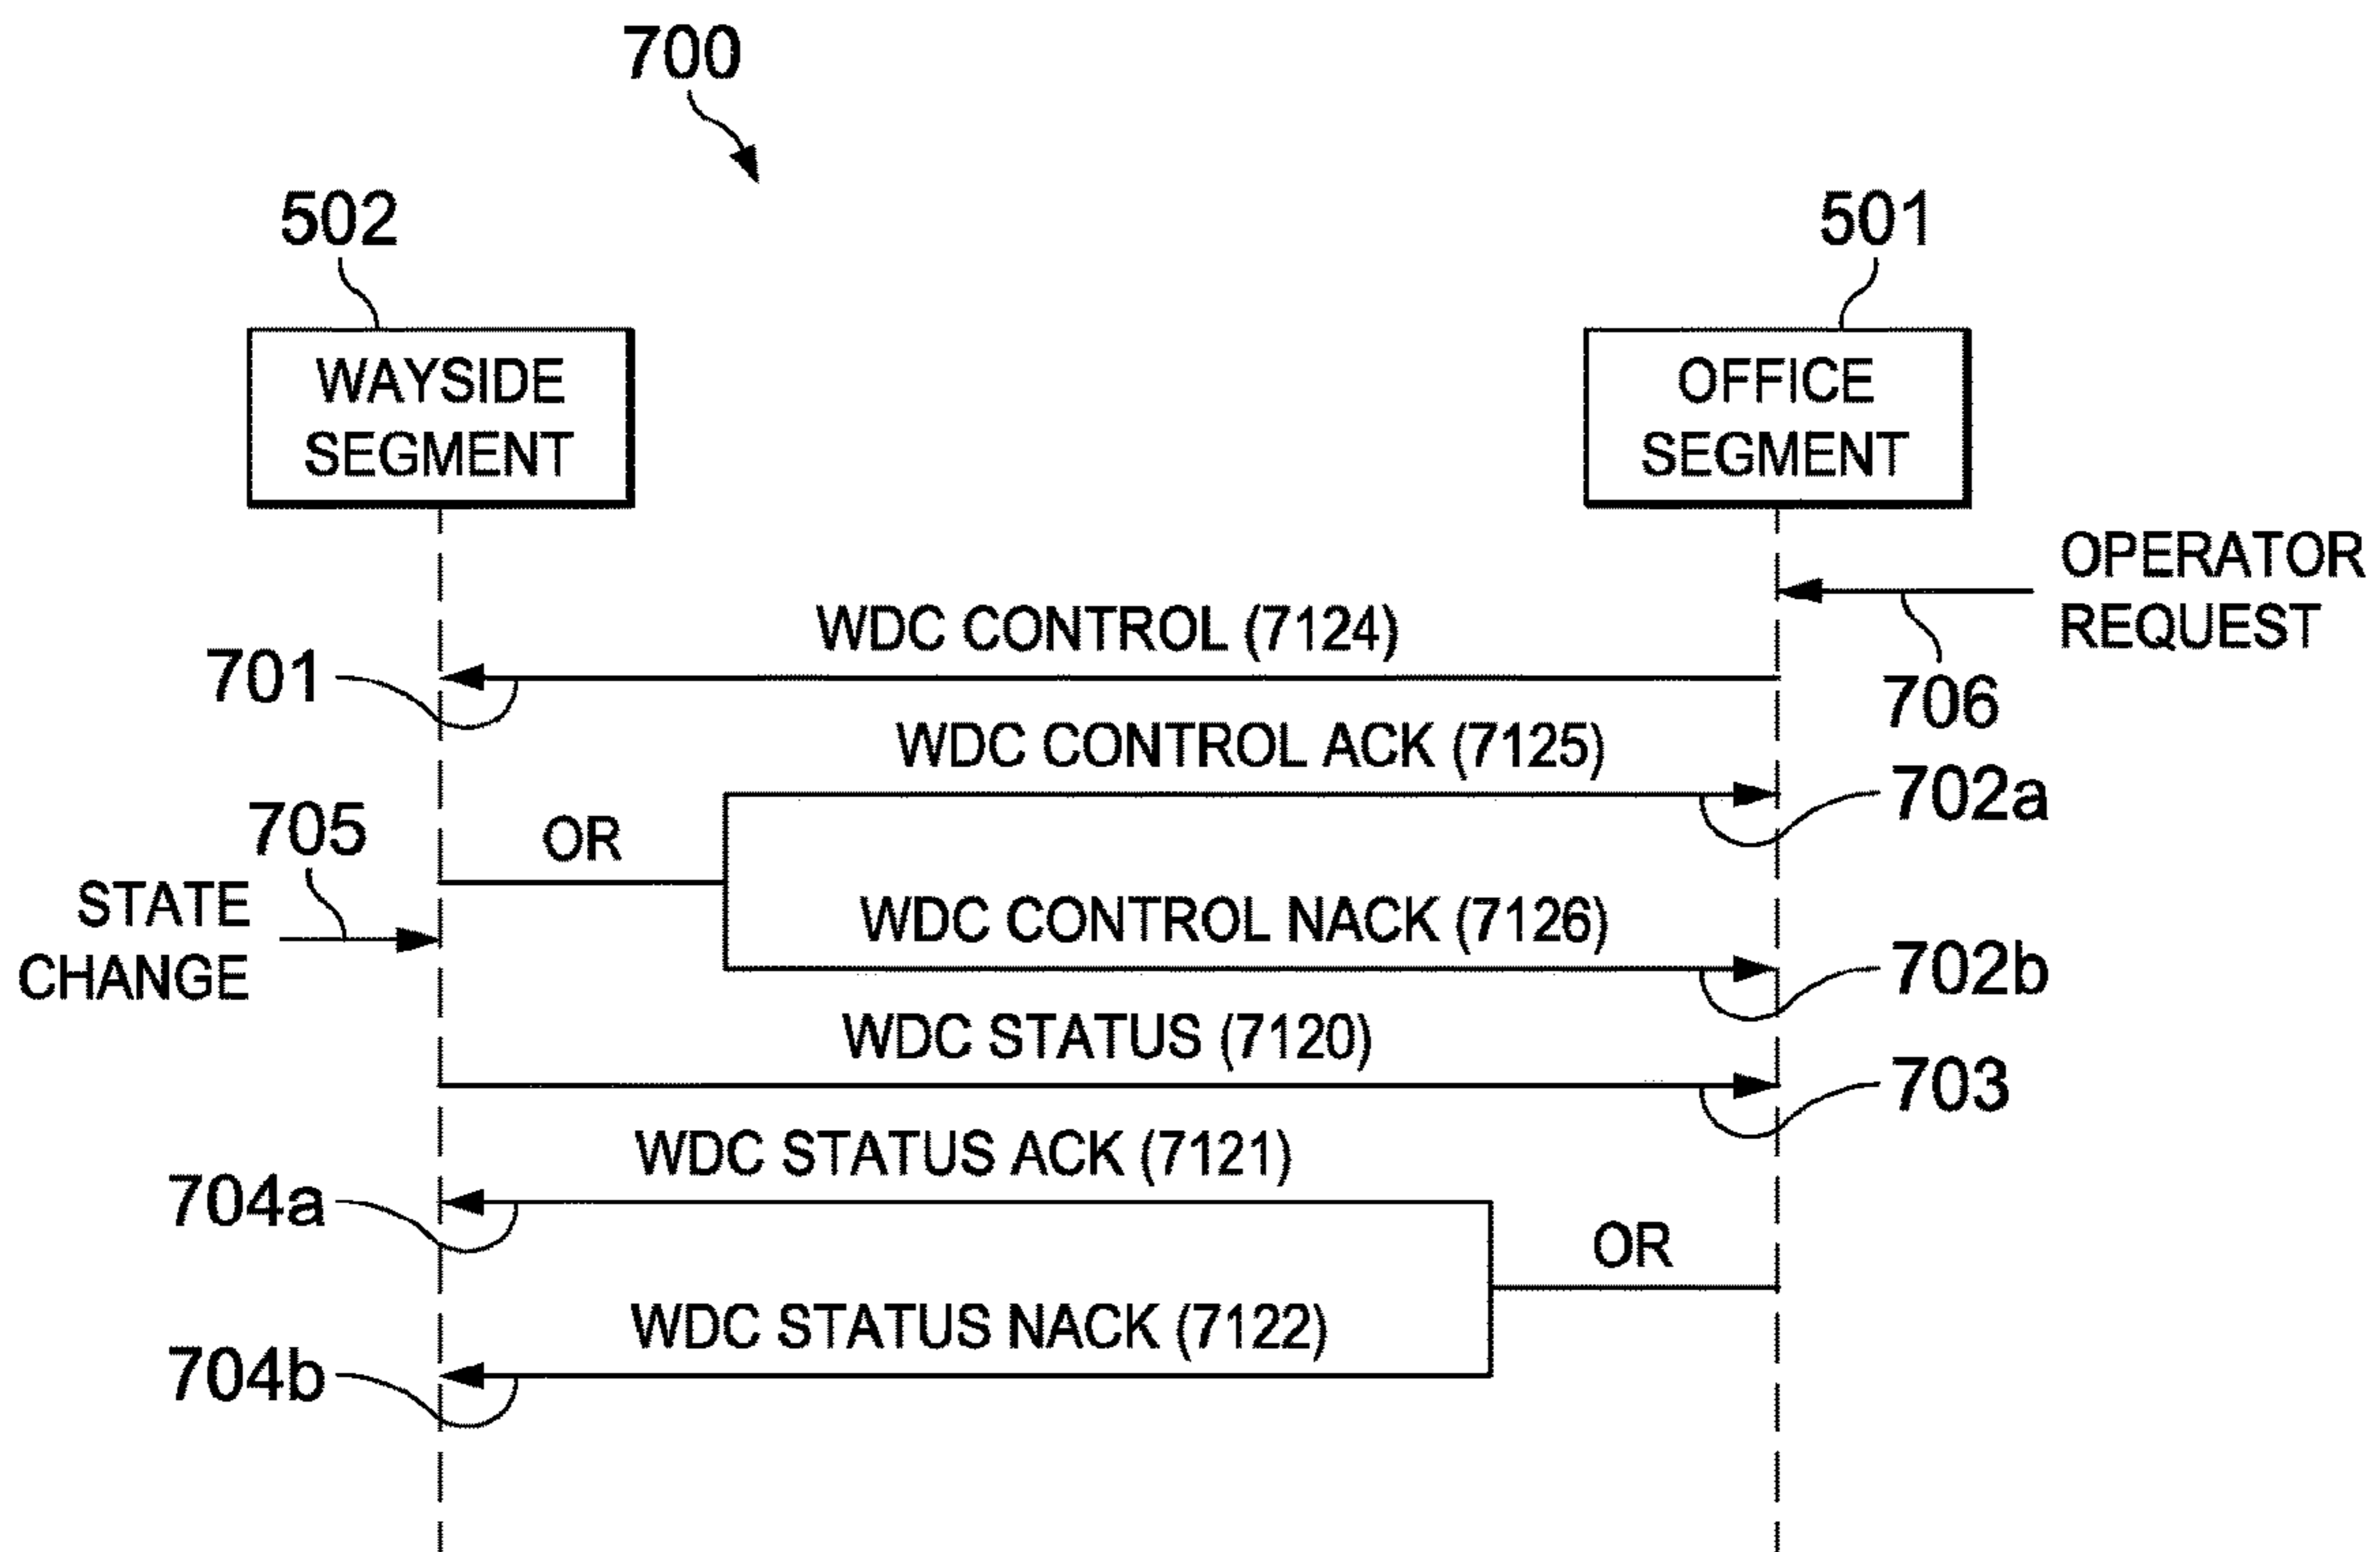 700
502
501
WAYSIDE
SEGMENT
OFFICE
SEGMENT
OPERATOR
REQUEST
706
WDC CONTROL (7124)
701
WDC CONTROL ACK (7125)
702a
705
OR
STATE
CHANGE
WDC CONTROL NACK (7126)
702b
WDC STATUS (7120)
703
WDC STATUS ACK (7121)
704a
OR
WDC STATUS NACK (7122)
704b